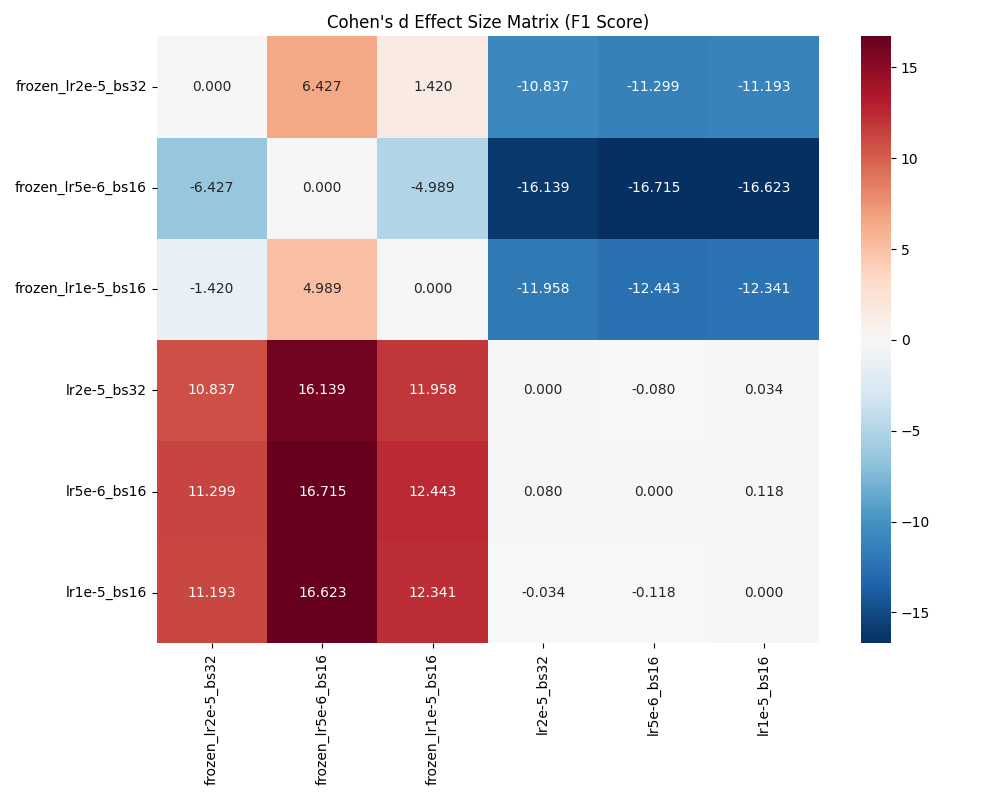 Cohen's d Effect Size Matrix (F1 Score)
frozen_lr2e-5_bs32 0.000 6.427 1.420 -10.837 -11.299 -11.193
frozen_lr5e-6_bs16 -6.427 0.000 -4.989 -16.139 -16.715 -16.623
frozen_lr1e-5_bs16 -1.420 4.989 0.000 -11.958 -12.443 -12.341
lr2e-5_bs32 10.837 16.139 11.958 0.000 -0.080 0.034
lr5e-6_bs16 11.299 16.715 12.443 0.080 0.000 0.118
lr1e-5_bs16 11.193 16.623 12.341 -0.034 -0.118 0.000
frozen_lr2e-5_bs32
frozen_lr5e-6_bs16
frozen_lr1e-5_bs16
lr2e-5_bs32
lr5e-6_bs16
lr1e-5_bs16
15
10
5
0
−5
−10
−15